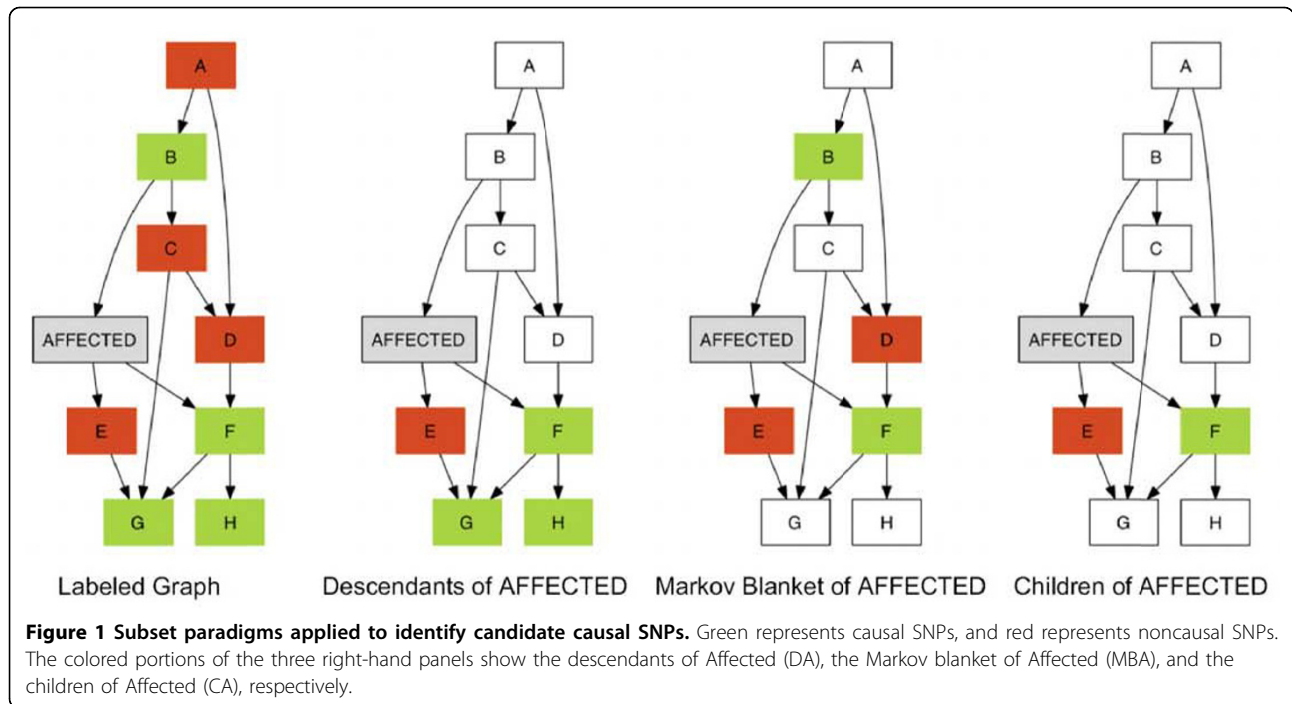 A
A
A
A
B
B
B
B
C
C
C
C
AFFECTED
D
AFFECTED
D
AFFECTED
D
AFFECTED
D
E
F
E
F
E
F
E
F
G
H
G
H
G
H
G
H
Labeled Graph
Descendants of AFFECTED
Markov Blanket of AFFECTED
Children of AFFECTED
Figure 1 Subset paradigms applied to identify candidate causal SNPs. Green represents causal SNPs, and red represents noncausal SNPs.
The colored portions of the three right-hand panels show the descendants of Affected (DA), the Markov blanket of Affected (MBA), and the
children of Affected (CA), respectively.